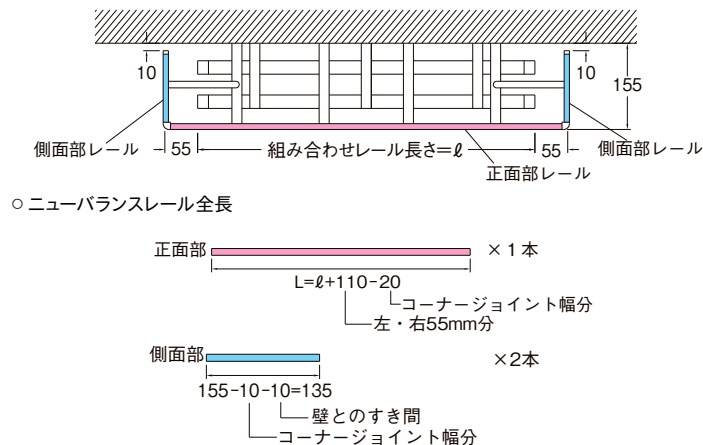 10
10
155
側面部レール
55
組み合わせレール長さ=ℓ
55
側面部レール
正面部レール
○ ニューバランスレール全長
正面部
×1本
L=ℓ+110-20
コーナージョイント幅分
左・右55mm分
側面部
×2本
155-10-10=135
壁とのすき間
コーナージョイント幅分